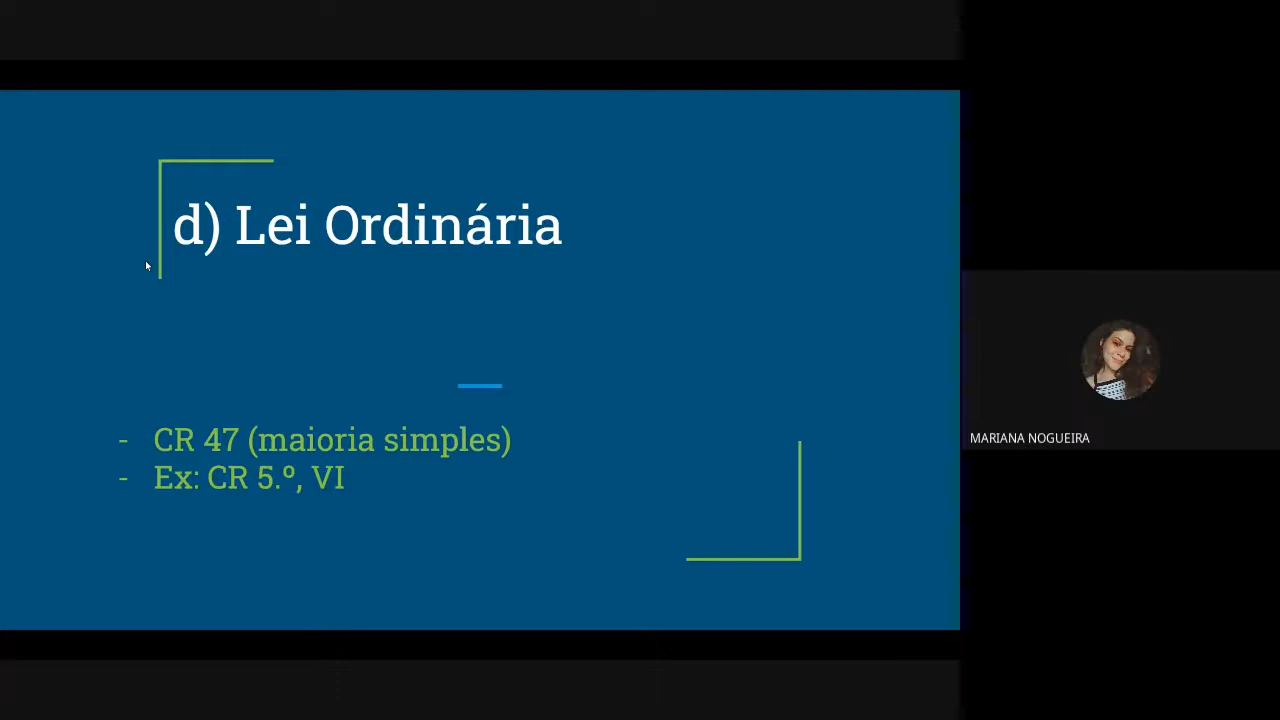 d) Lei Ordinária
- CR 47 (maioria simples)
- Ex: CR 5.º, VI
MARIANA NOGUEIRA